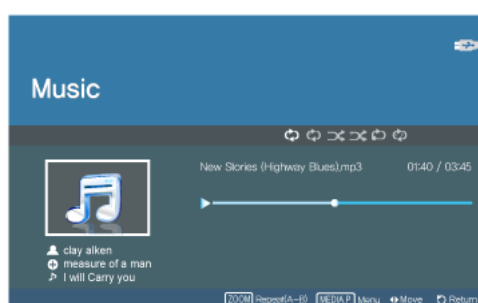 Music
New Slories (Highway Blues).mp3 01:40 / 03:45
clay aiken
measure of a man
I will Carry you
ZOOM Repeat(A-B) MEDIA.P Menu Move Return